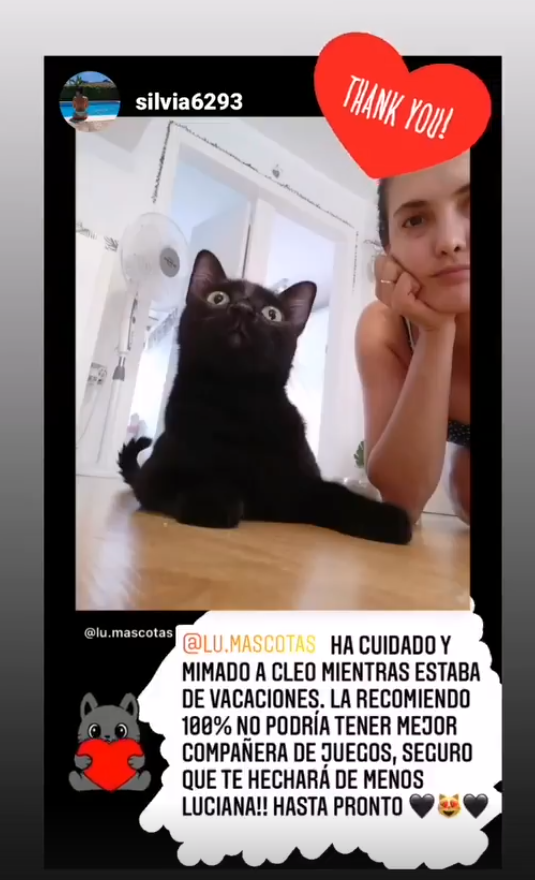 THANK YOU!
silvia6293
@lu.mascotas
@LU.MASCOTAS HA CUIDADO Y
MIMADO A CLEO MIENTRAS ESTABA
DE VACACIONES. LA RECOMIENDO
100% NO PODRÍA TENER MEJOR
COMPAÑERA DE JUEGOS, SEGURO
QUE TE HECHARÁ DE MENOS
LUCIANA!! HASTA PRONTO 🖤😻🖤